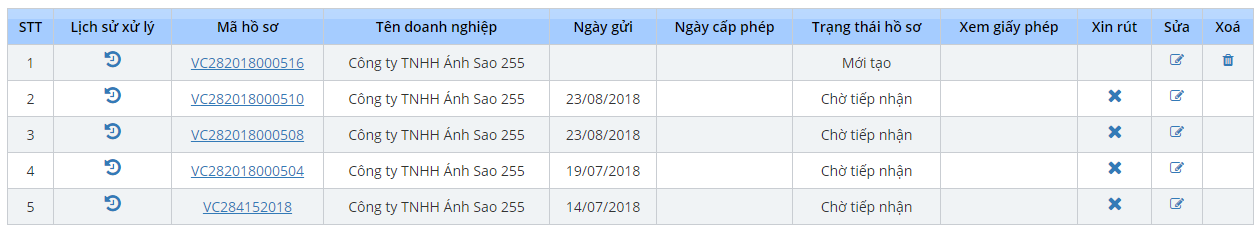 STT Lịch sử xử lý Mã hồ sơ Tên doanh nghiệp Ngày gửi Ngày cấp phép Trạng thái hồ sơ Xem giấy phép Xin rút Sửa Xoá
1 VC282018000516 Công ty TNHH Ánh Sao 255 Mới tạo
2 VC282018000510 Công ty TNHH Ánh Sao 255 23/08/2018 Chờ tiếp nhận
3 VC282018000508 Công ty TNHH Ánh Sao 255 23/08/2018 Chờ tiếp nhận
4 VC282018000504 Công ty TNHH Ánh Sao 255 19/07/2018 Chờ tiếp nhận
5 VC284152018 Công ty TNHH Ánh Sao 255 14/07/2018 Chờ tiếp nhận